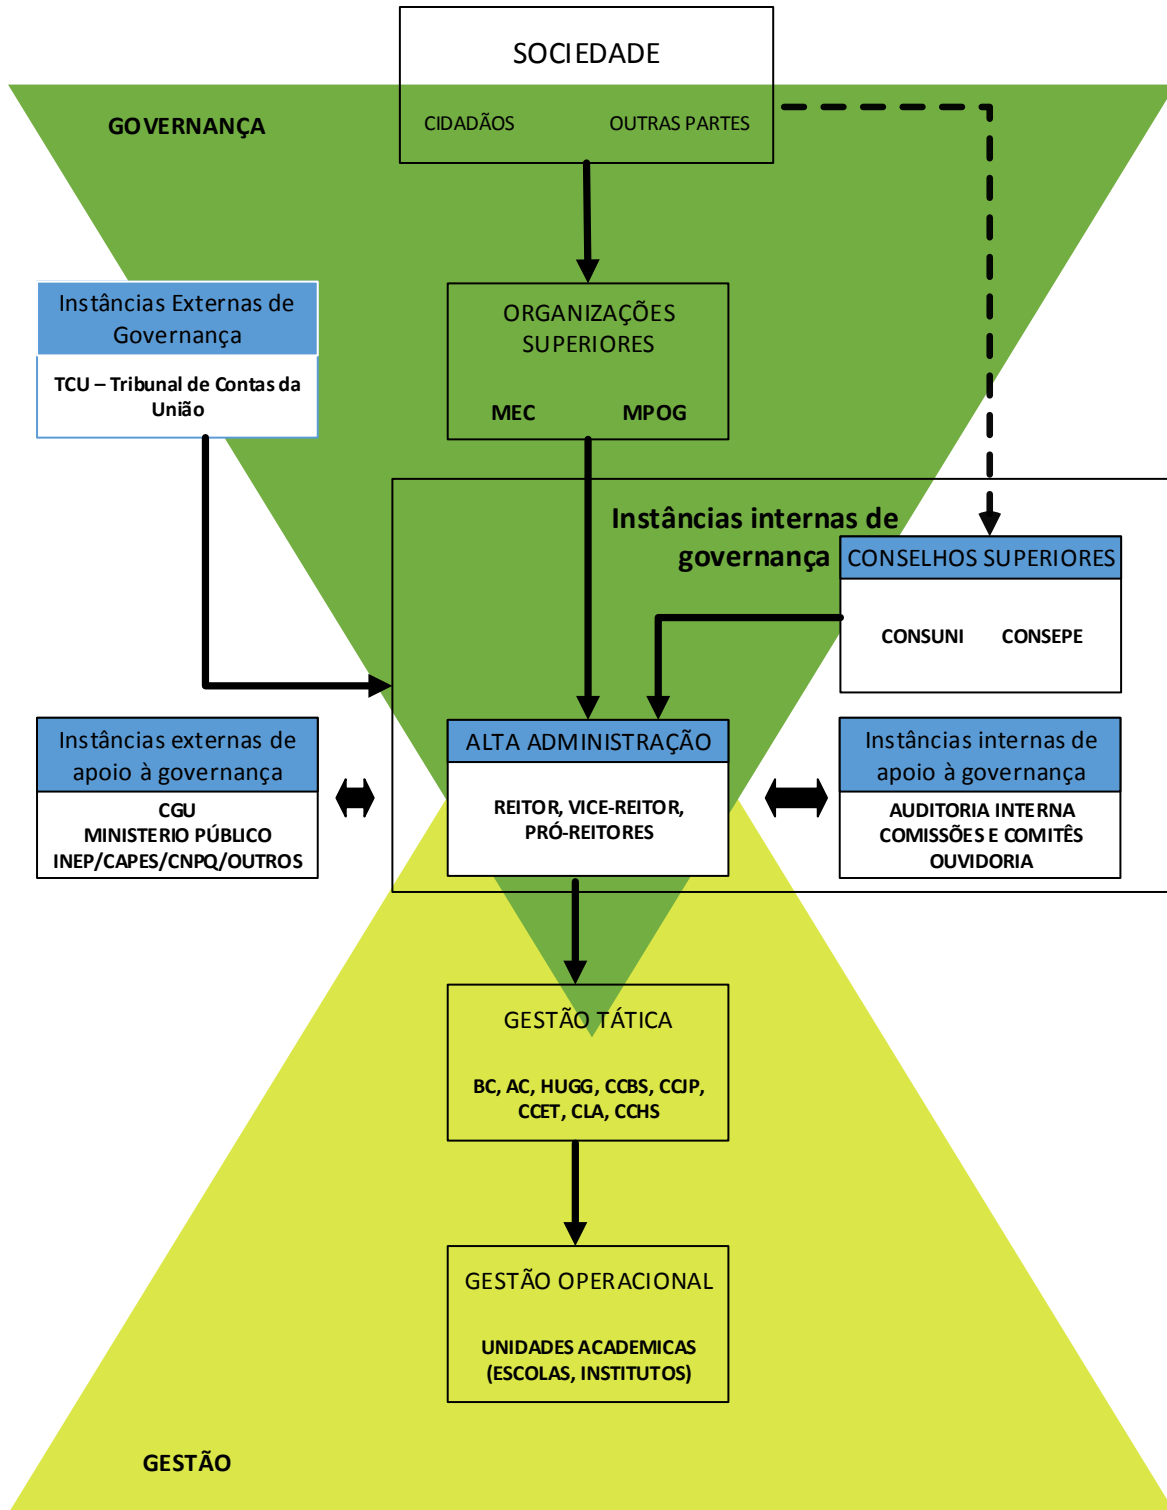 SOCIEDADE
GOVERNANÇA
CIDADÃOS OUTRAS PARTES
Instâncias Externas de
Governança
TCU – Tribunal de Contas da
União
ORGANIZAÇÕES
SUPERIORES
MEC MPOG
Instâncias internas de
governança
CONSELHOS SUPERIORES
CONSUNI CONSEPE
Instâncias externas de
apoio à governança
CGU
MINISTERIO PÚBLICO
INEP/CAPES/CNPQ/OUTROS
ALTA ADMINISTRAÇÃO
REITOR, VICE-REITOR,
PRÓ-REITORES
Instâncias internas de
apoio à governança
AUDITORIA INTERNA
COMISSÕES E COMITÊS
OUVIDORIA
GESTÃO TÁTICA
BC, AC, HUGG, CCBS, CCJP,
CCET, CLA, CCHS
GESTÃO OPERACIONAL
UNIDADES ACADEMICAS
(ESCOLAS, INSTITUTOS)
GESTÃO